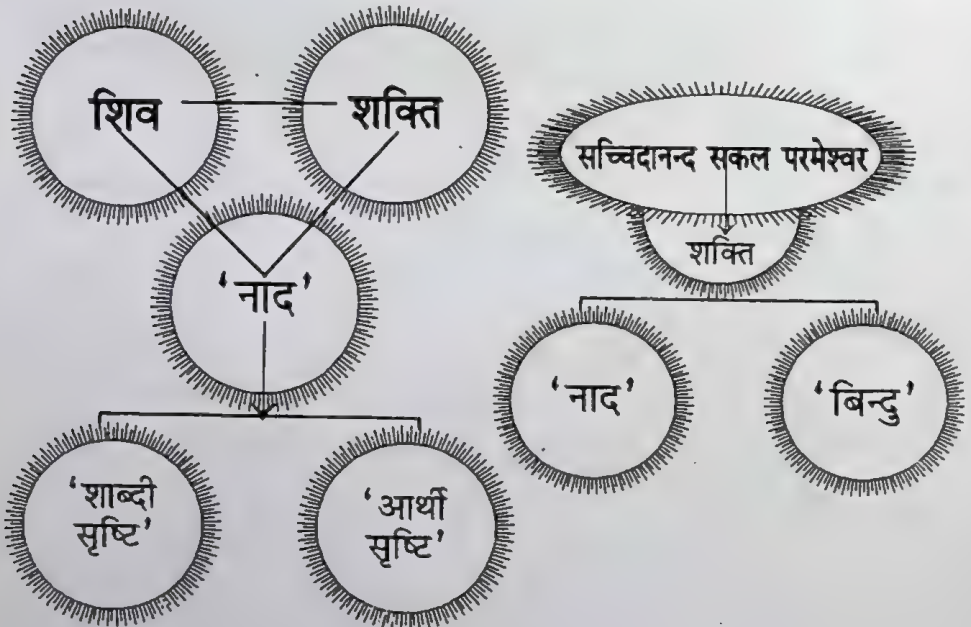 शिव
शक्ति
'नाद'
'शाब्दी
सृष्टि'
'आर्थी
सृष्टि'
सच्चिदानन्द सकल परमेश्वर
शक्ति
'नाद'
'बिन्दु'